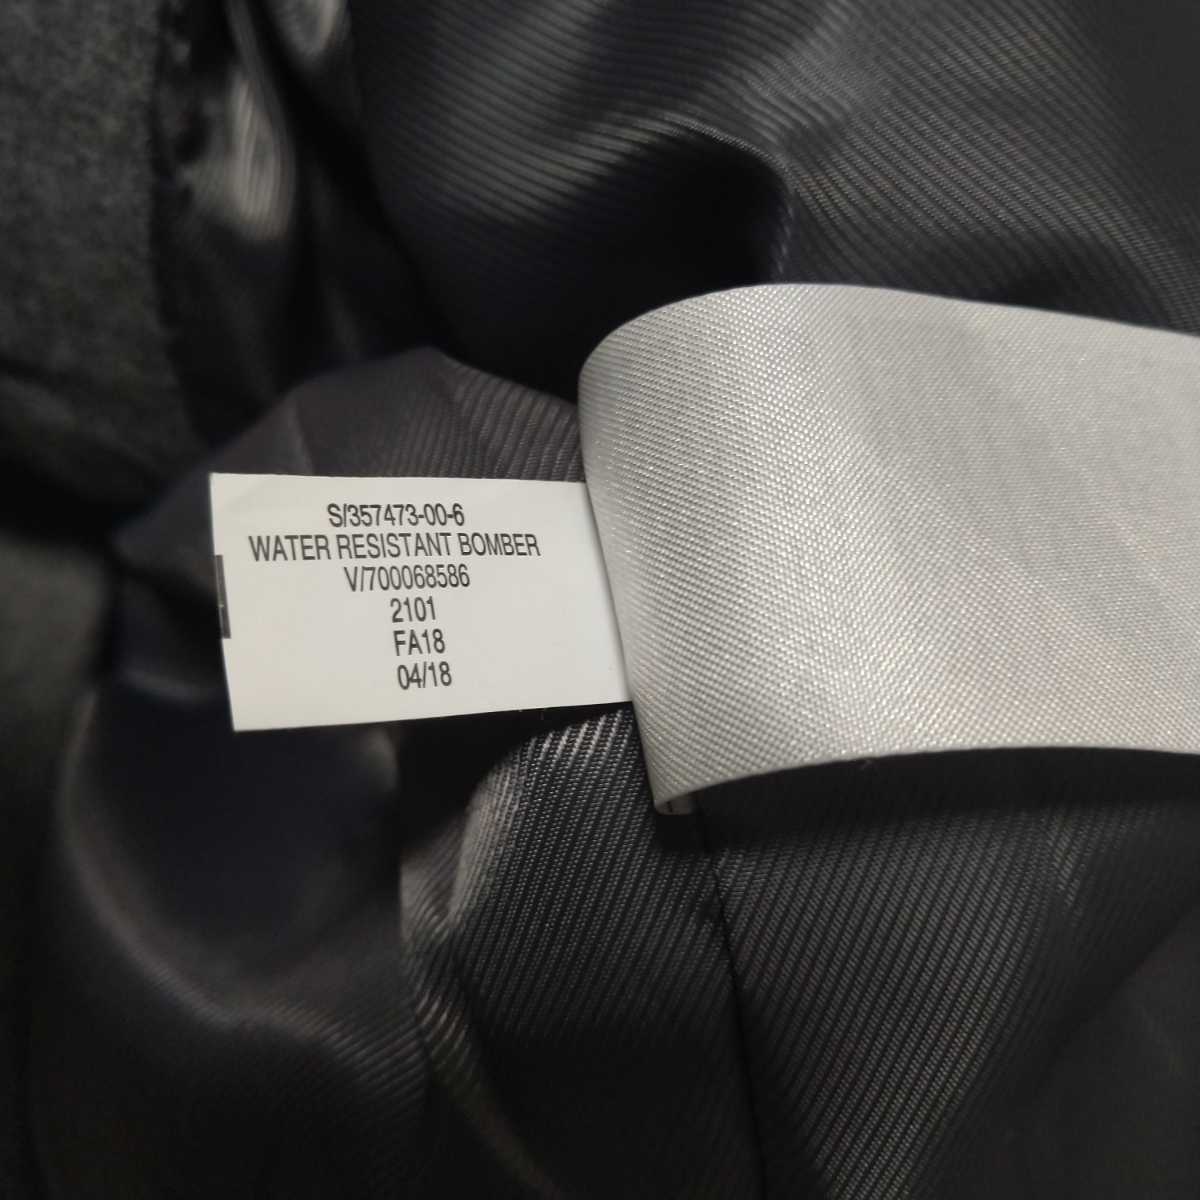 S/357473-00-6
WATER RESISTANT BOMBER
V/700068586
2101
FA18
04/18